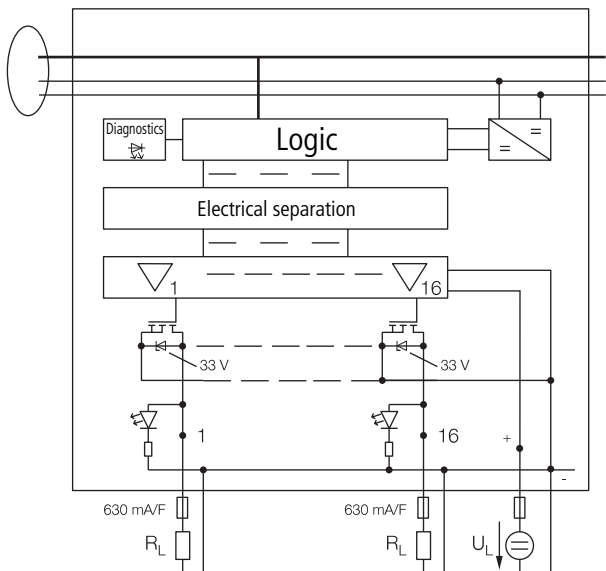 Diagnostics
Logic
=
=
Electrical separation
1
16
33 V
33 V
1
16
+
-
630 mA/F
630 mA/F
RL
RL
UL